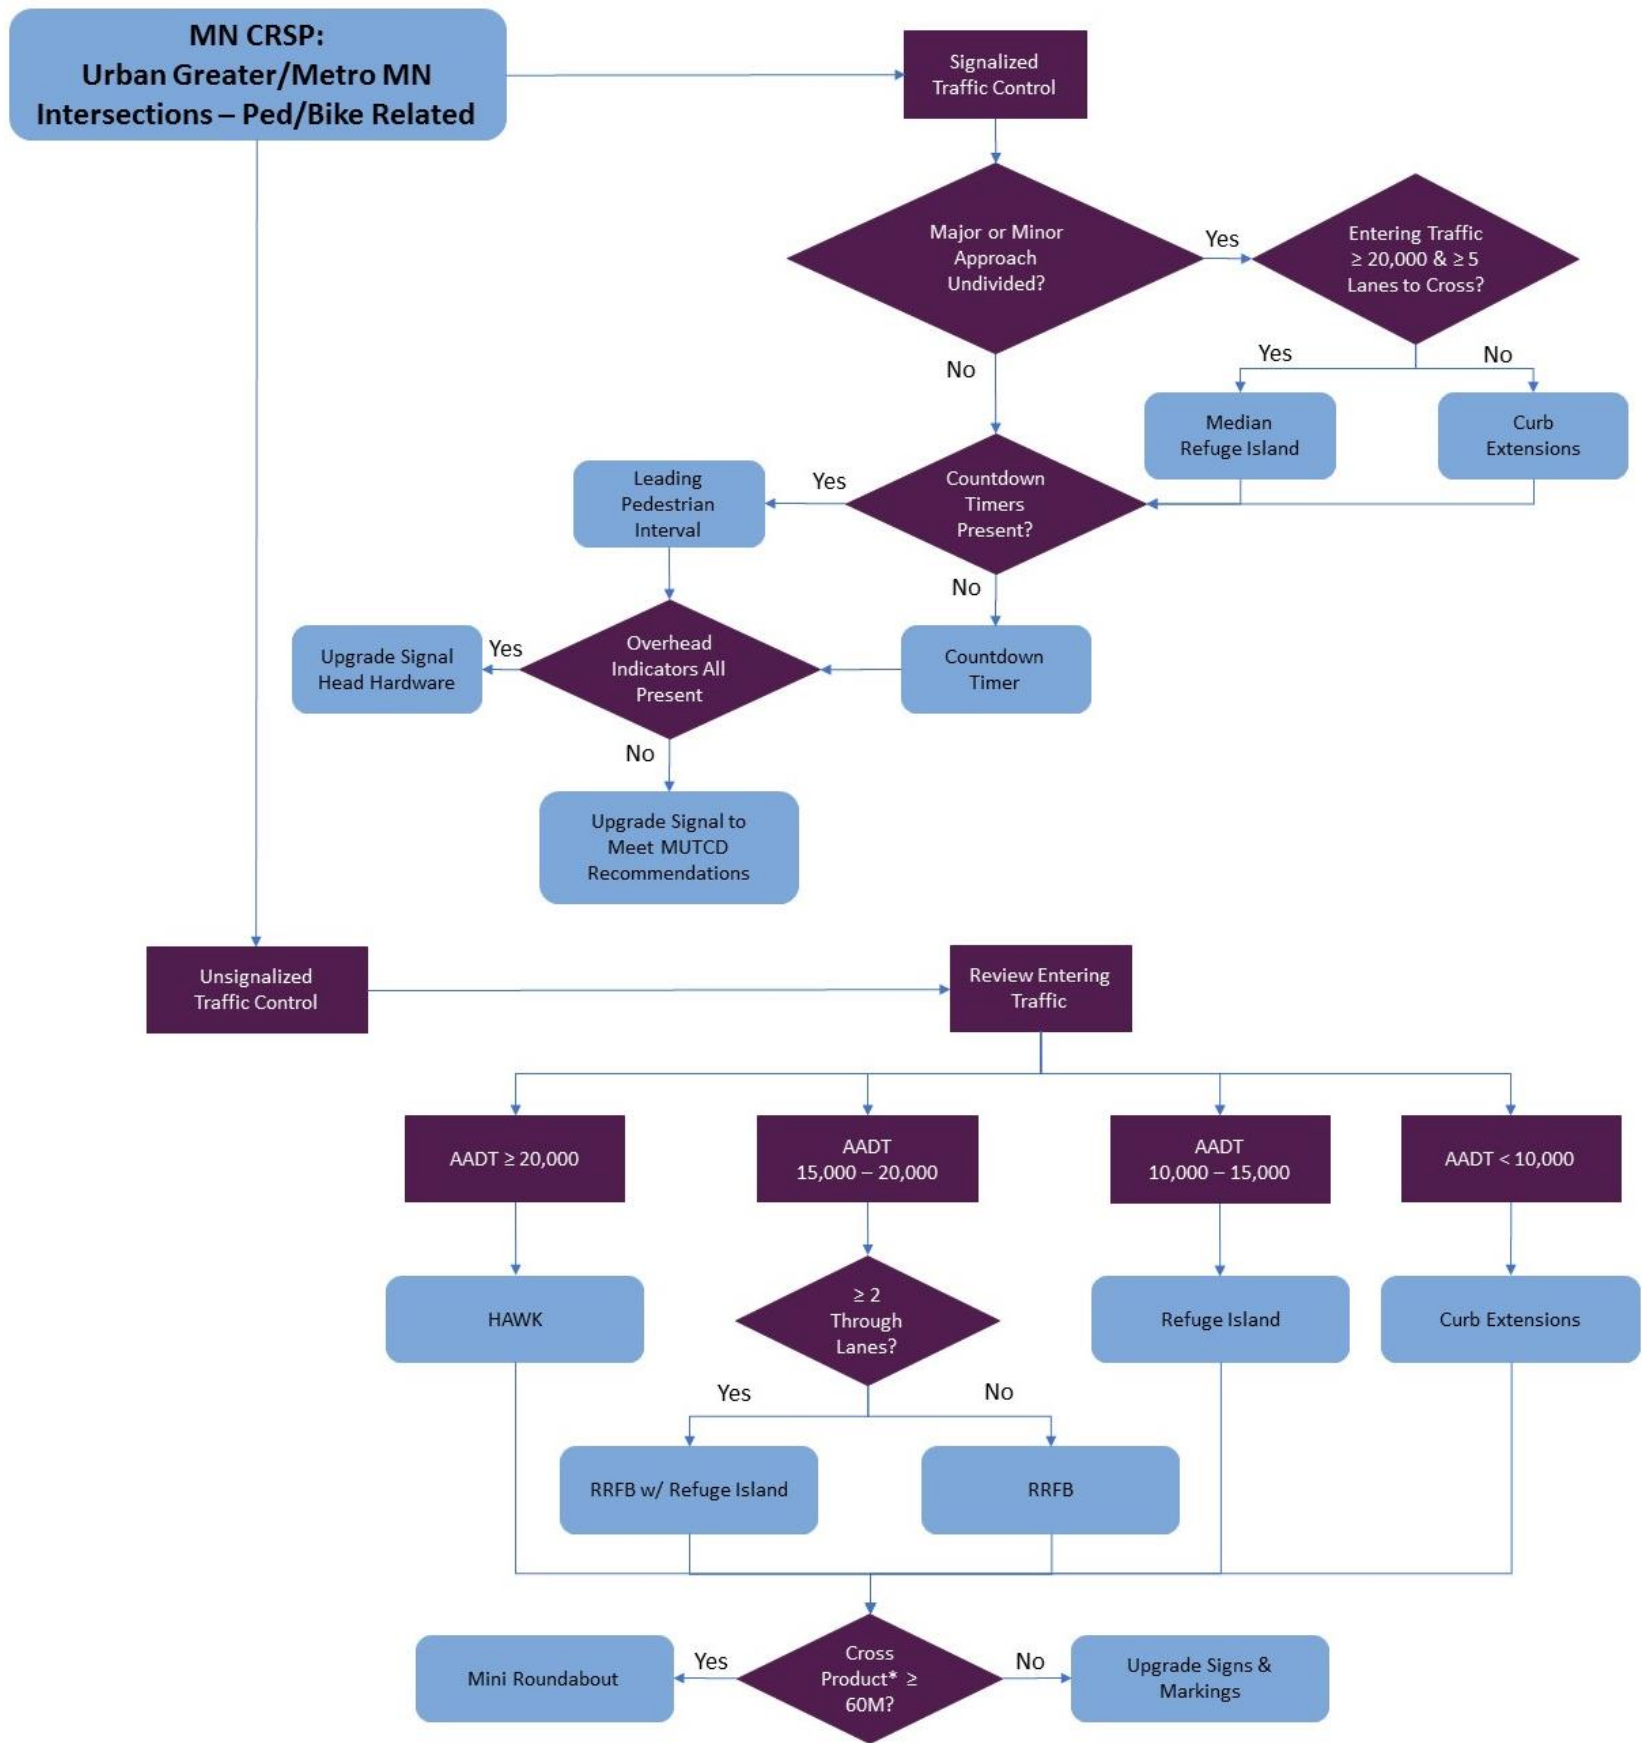 MN CRSP:
Urban Greater/Metro MN
Intersections – Ped/Bike Related
Signalized
Traffic Control
Major or Minor
Approach
Undivided?
Yes
Entering Traffic
≥ 20,000 & ≥ 5
Lanes to Cross?
No
Yes
No
Median
Refuge Island
Curb
Extensions
Countdown
Timers
Present?
Yes
Leading
Pedestrian
Interval
No
Countdown
Timer
Overhead
Indicators All
Present
Yes
Upgrade Signal
Head Hardware
No
Upgrade Signal to
Meet MUTCD
Recommendations
Unsignalized
Traffic Control
Review Entering
Traffic
AADT ≥ 20,000
AADT
15,000 – 20,000
AADT
10,000 – 15,000
AADT < 10,000
HAWK
≥ 2
Through
Lanes?
Refuge Island
Curb Extensions
Yes
No
RRFB w/ Refuge Island
RRFB
Mini Roundabout
Yes
Cross
Product* ≥
60M?
No
Upgrade Signs &
Markings